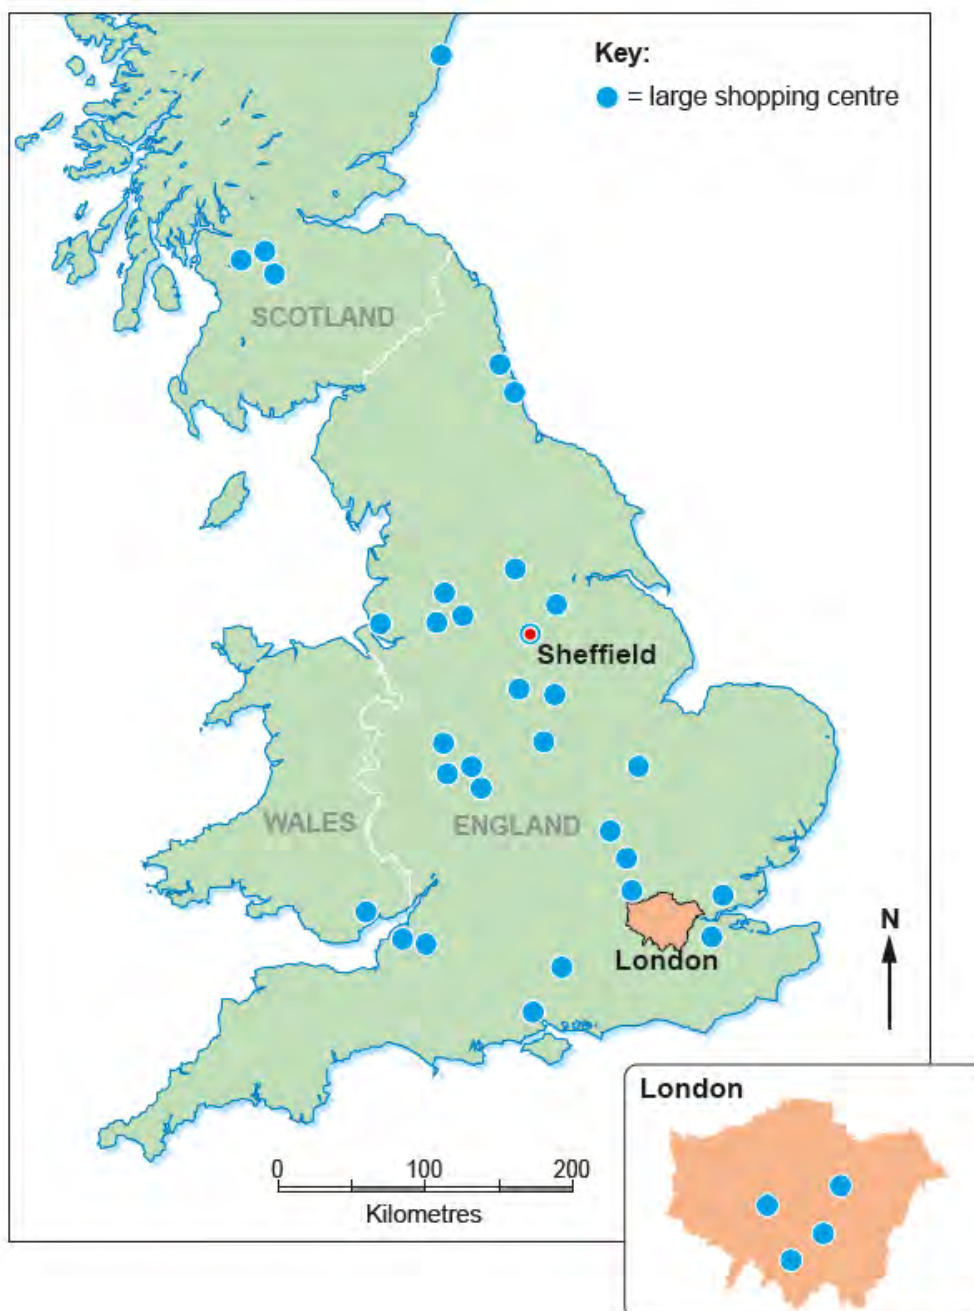 Key:
= large shopping centre
SCOTLAND
Sheffield
WALES
ENGLAND
London
N
London
0 100 200
Kilometres